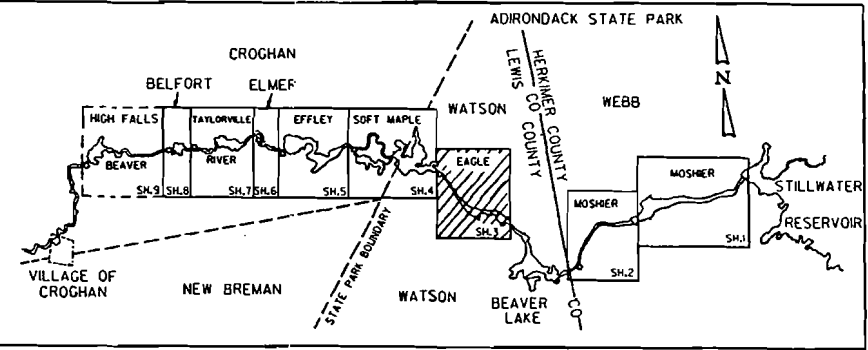 ADIRONDACK STATE PARK
CROGHAN
BELFORT
ELMER
WATSON
HERKIMER COUNTY
LEWIS CO COUNTY
WEBB
N
HIGH FALLS
TAYLORVILLE
EFFLEY
SOFT MAPLE
BEAVER
RIVER
EAGLE
MOSHIER
MOSHIER
STILLWATER
RESERVOIR
SH.9
SH.8
SH.7
SH.6
SH.5
SH.4
SH.3
SH.2
SH.1
VILLAGE OF
CROGHAN
NEW BREMAN
STATE PARK BOUNDARY
WATSON
BEAVER
LAKE
CO